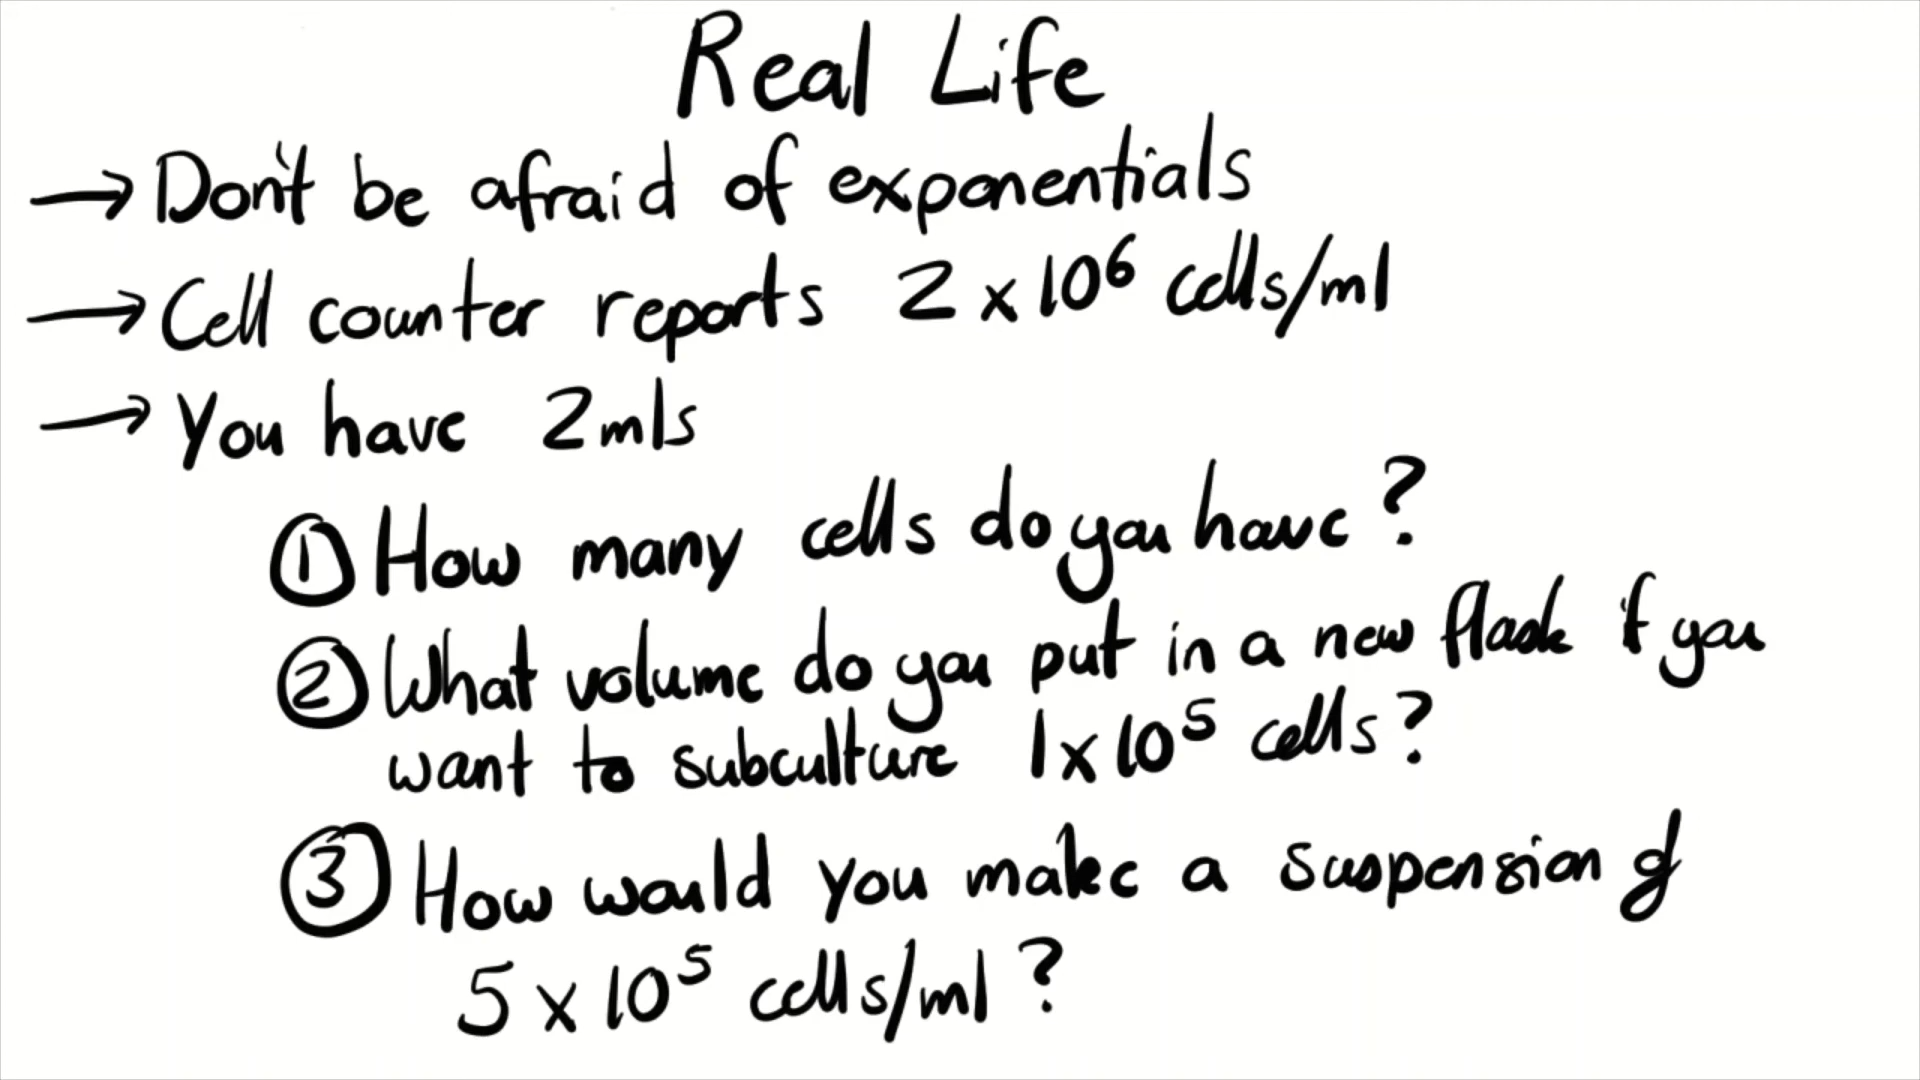 Real Life
→ Don't be afraid of exponentials
→ Cell counter reports 2 x 10⁶ cells/ml
→ You have 2mls
① How many cells do you have?
② What volume do you put in a new flask if you
want to subculture 1 x 10⁵ cells?
③ How would you make a suspension of
5 x 10⁵ cells/ml?